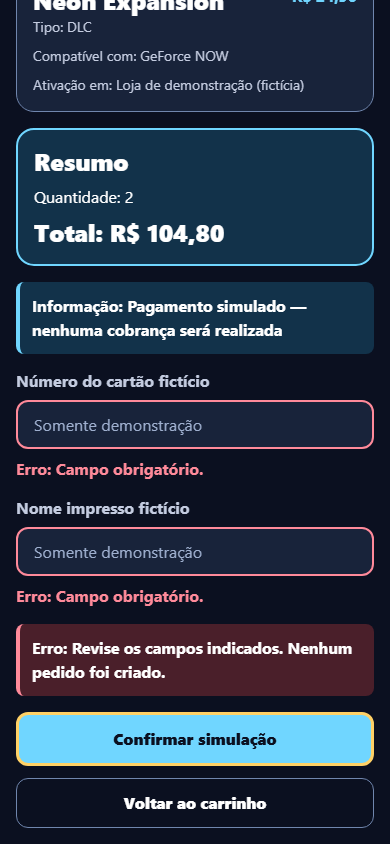 Neon Expansion
Tipo: DLC
Compatível com: GeForce NOW
Ativação em: Loja de demonstração (fictícia)
Resumo
Quantidade: 2
Total: R$ 104,80
Informação: Pagamento simulado —
nenhuma cobrança será realizada
Número do cartão fictício
Somente demonstração
Erro: Campo obrigatório.
Nome impresso fictício
Somente demonstração
Erro: Campo obrigatório.
Erro: Revise os campos indicados. Nenhum
pedido foi criado.
Confirmar simulação
Voltar ao carrinho